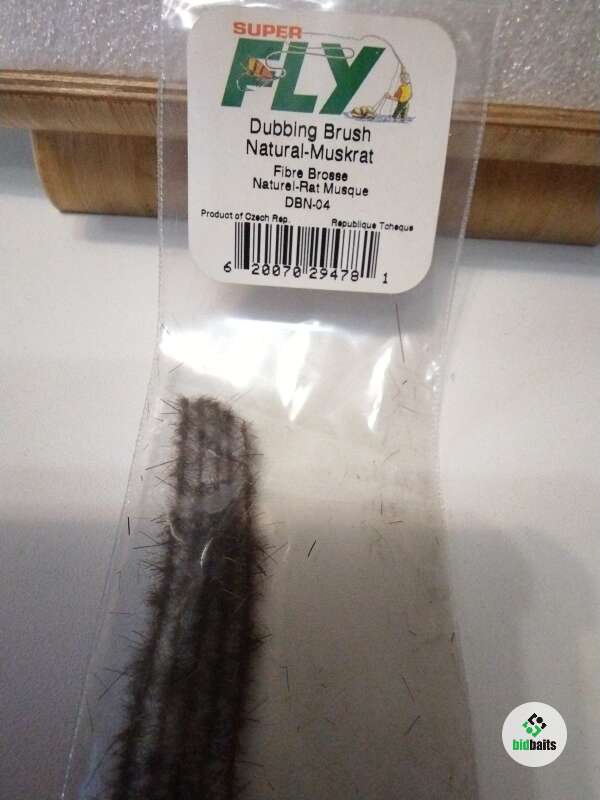 SUPER
FLY
Dubbing Brush
Natural-Muskrat
Fibre Brosse
Naturel-Rat Musque
DBN-04
Product of Czech Rep. Republique Tcheque
6 20070 29478 1
bidbaits